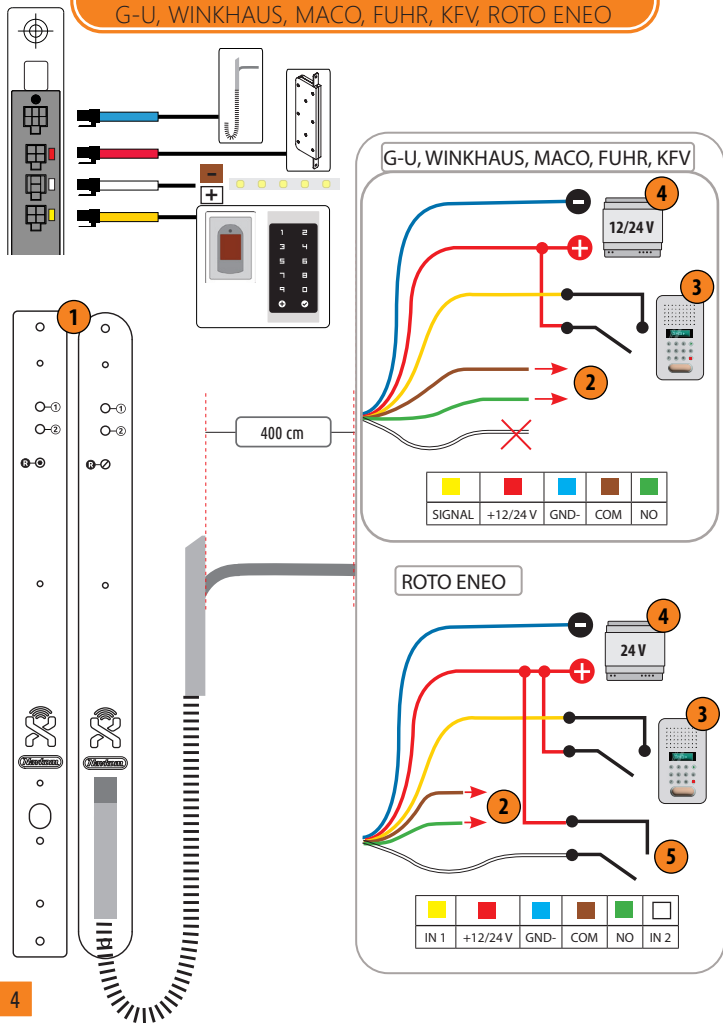 G-U, WINKHAUS, MACO, FUHR, KFV, ROTO ENEO
-
+
1 2
3 4
5 6
7 8
9 0
G-U, WINKHAUS, MACO, FUHR, KFV
4
12/24 V
3
2
SIGNAL +12/24 V GND- COM NO
1
1 1
2 2
R R
400 cm
ROTO ENEO
4
24 V
3
2
5
IN 1 +12/24 V GND- COM NO IN 2
Navkom Navkom
4